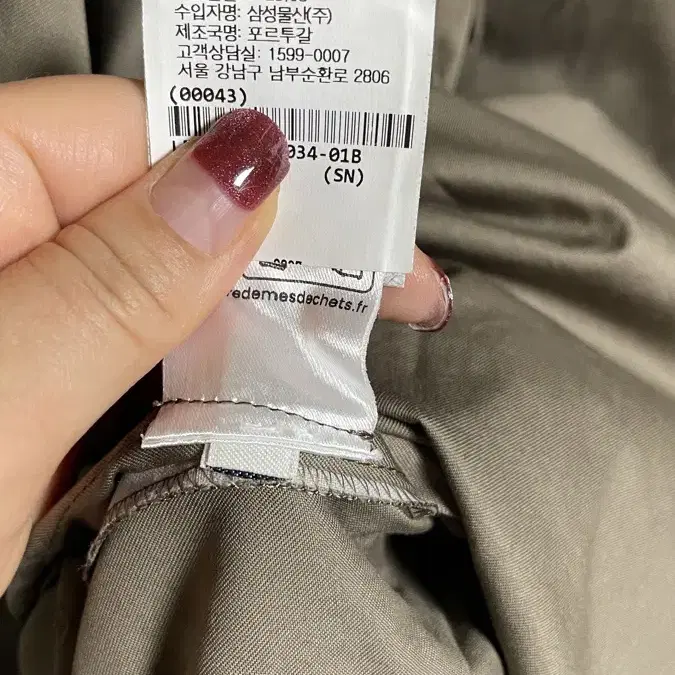 수입자명: 삼성물산(주)
제조국명: 포르투갈
고객상담실: 1599-0007
서울 강남구 남부순환로 2806
(00043)
034-01B
(SN)
edemesdechets.fr